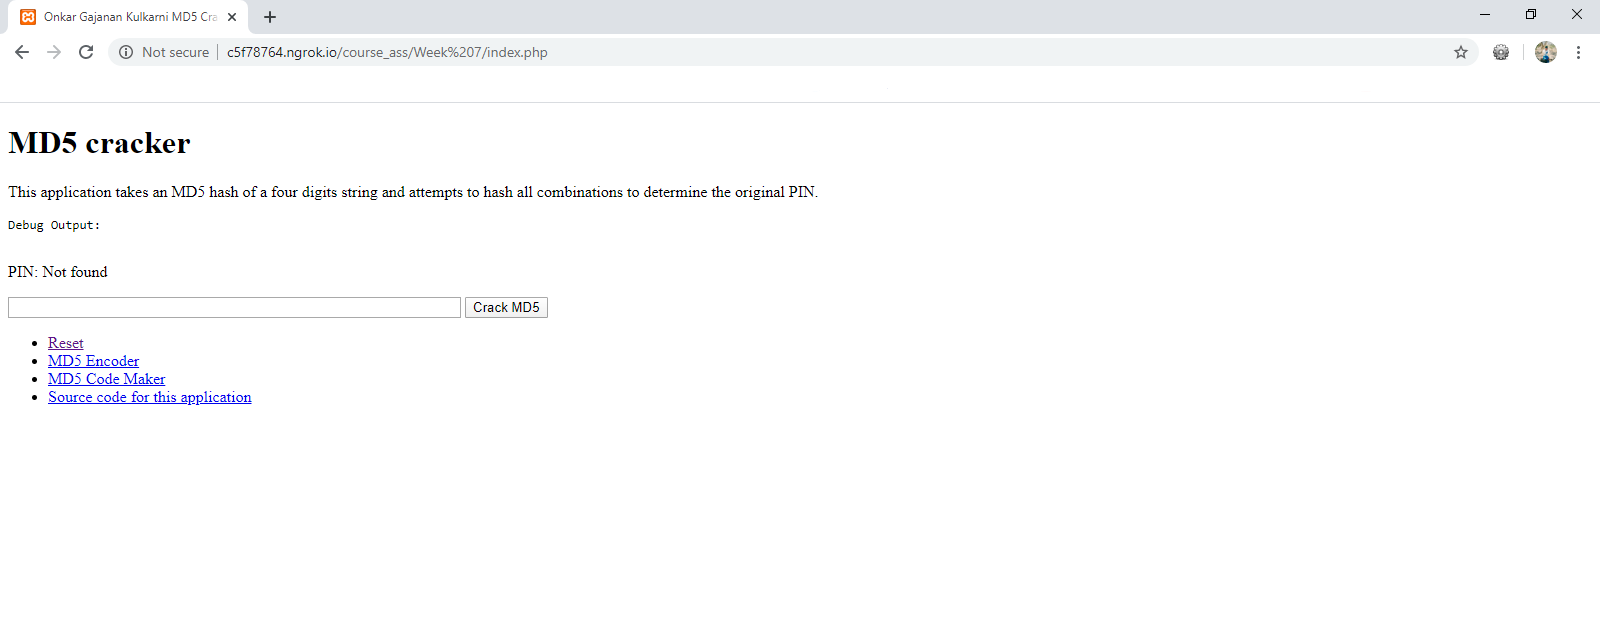 Onkar Gajanan Kulkarni MD5 Cra
Not secure c5f78764.ngrok.io/course_ass/Week%207/index.php
MD5 cracker
This application takes an MD5 hash of a four digits string and attempts to hash all combinations to determine the original PIN.
Debug Output:
PIN: Not found
Crack MD5
Reset
MD5 Encoder
MD5 Code Maker
Source code for this application